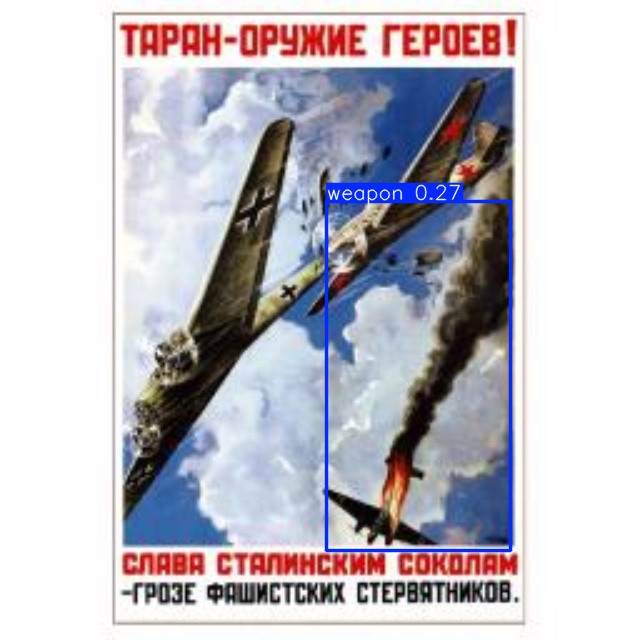 ТАРАН-ОРУЖИЕ ГЕРОЕВ!
weapon 0.27
СЛАВА СТАЛИНСКИМ СОКОЛАМ
-ГРОЗЕ ФАШИСТСКИХ СТЕРВЯТНИКОВ.